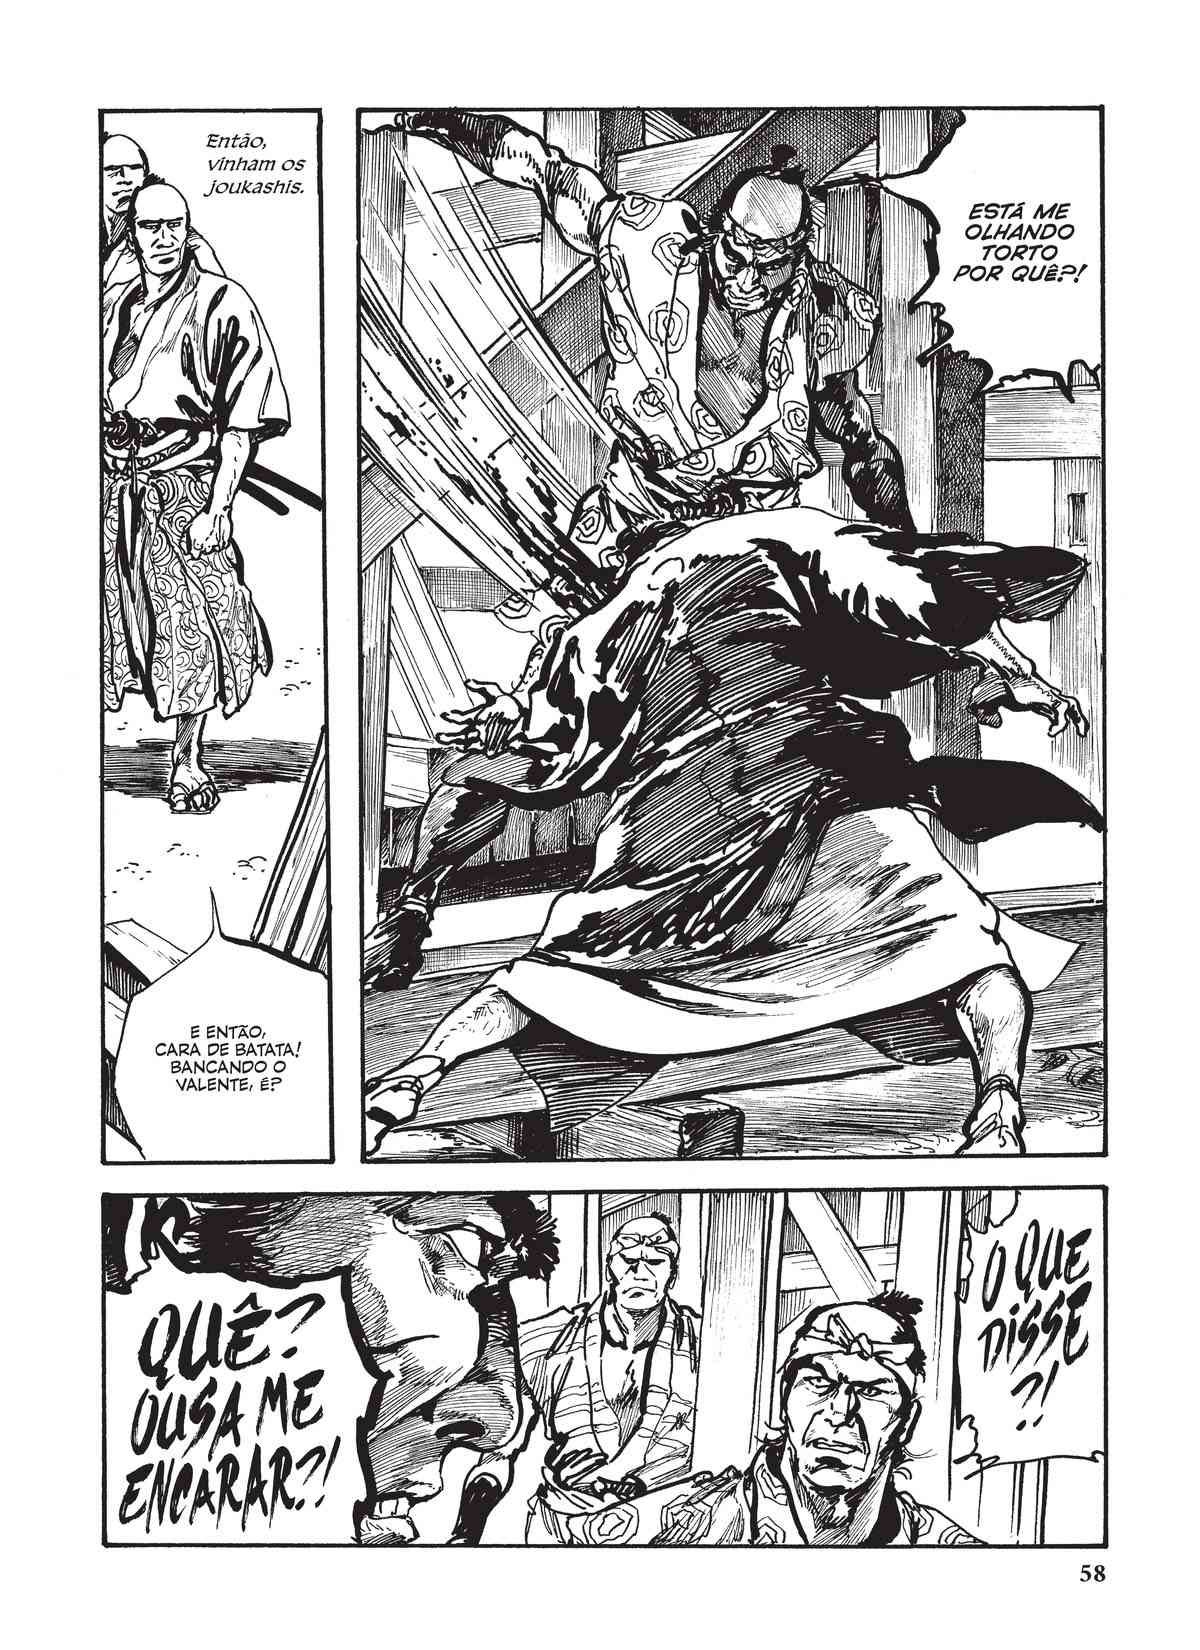 ESTÁ ME
OLHANDO
TORTO
POR QUÊ?!
Então,
vinham os
joukashis.
E ENTÃO,
CARA DE BATATA!
BANCANDO O
VALENTE, É?
O QUE
DISSE
?!
QUÊ?
OUSA ME
ENCARAR?!
58